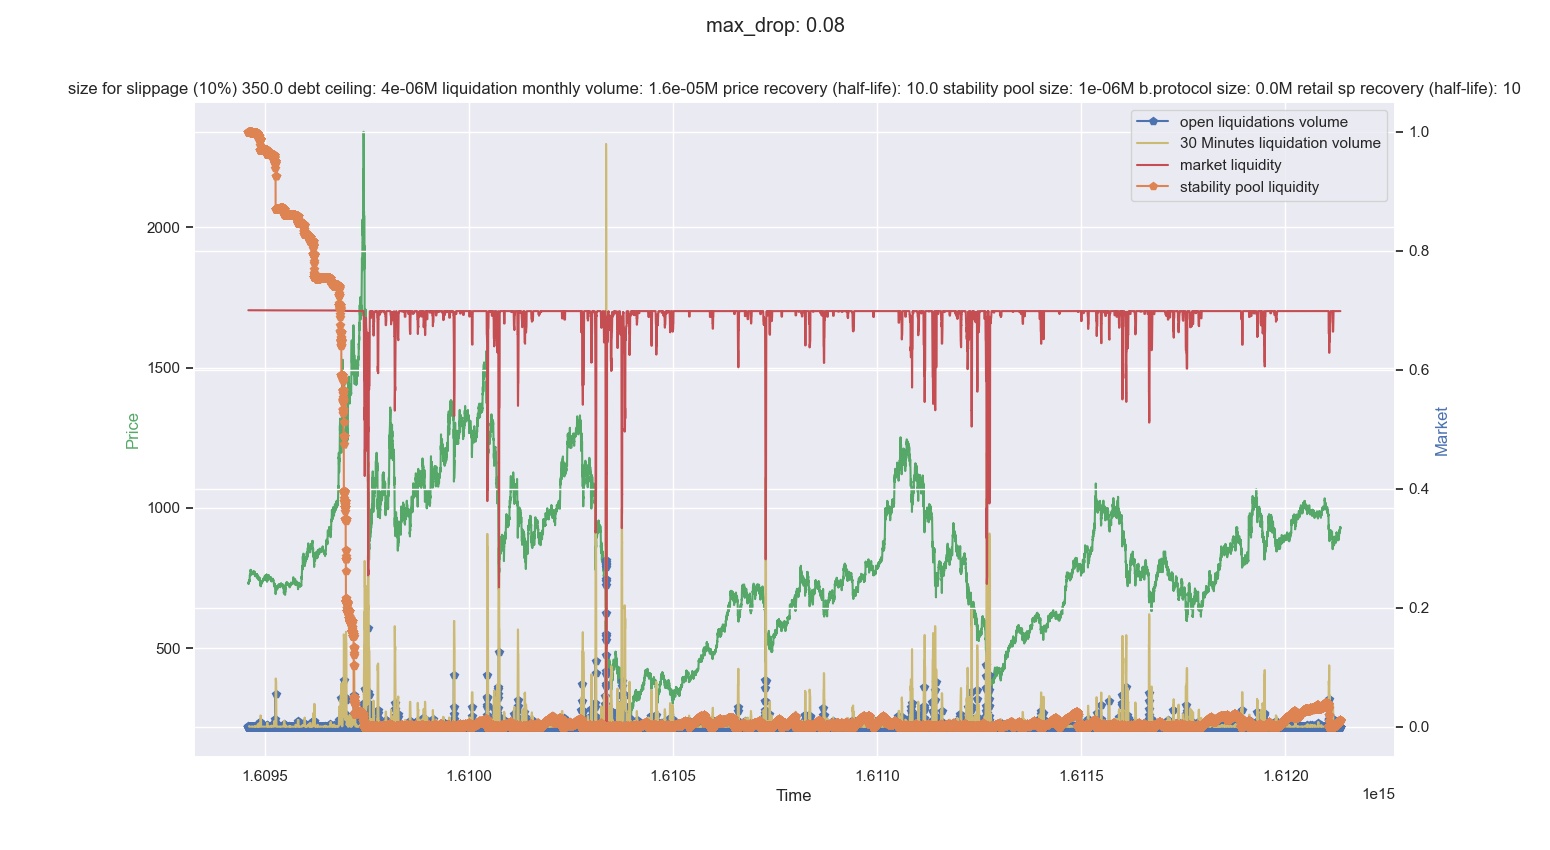 max_drop: 0.08
size for slippage (10%) 350.0 debt ceiling: 4e-06M liquidation monthly volume: 1.6e-05M price recovery (half-life): 10.0 stability pool size: 1e-06M b.protocol size: 0.0M retail sp recovery (half-life): 10
open liquidations volume
30 Minutes liquidation volume
market liquidity
stability pool liquidity
2000
1500
1000
500
Price
1.0
0.8
0.6
0.4
0.2
0.0
Market
1.6095 1.6100 1.6105 1.6110 1.6115 1.6120
Time
1e15